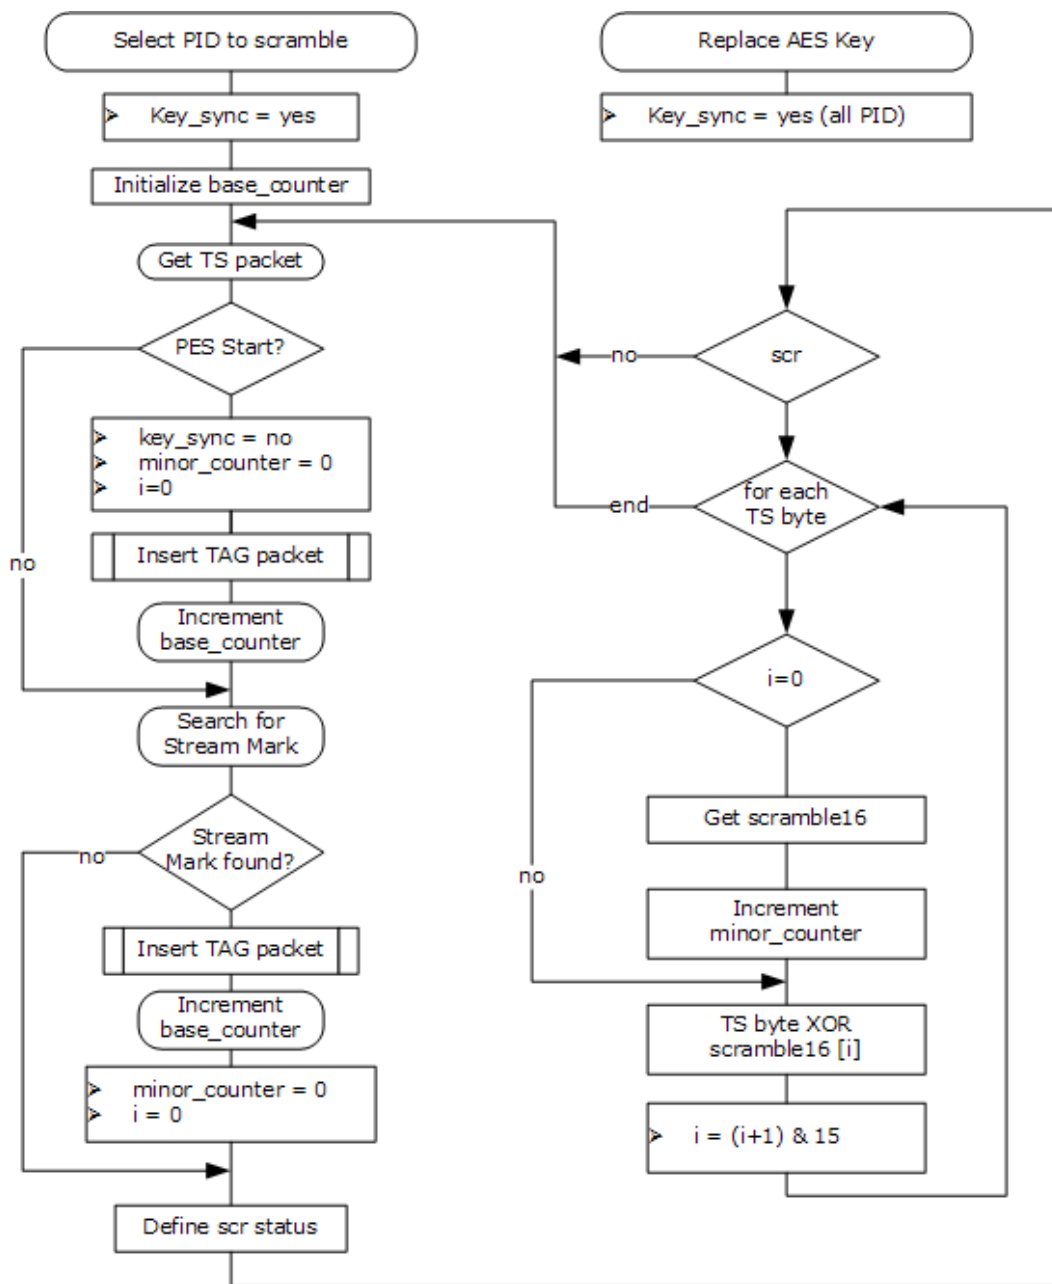 Select PID to scramble
Key_sync = yes
Initialize base_counter
Get TS packet
PES Start?
key_sync = no
minor_counter = 0
i=0
Insert TAG packet
no
Increment
base_counter
Search for
Stream Mark
Stream
Mark found?
no
Insert TAG packet
Increment
base_counter
minor_counter = 0
i = 0
Define scr status
Replace AES Key
Key_sync = yes (all PID)
scr
no
for each
TS byte
end
i=0
Get scramble16
no
Increment
minor_counter
TS byte XOR
scramble16 [i]
i = (i+1) & 15